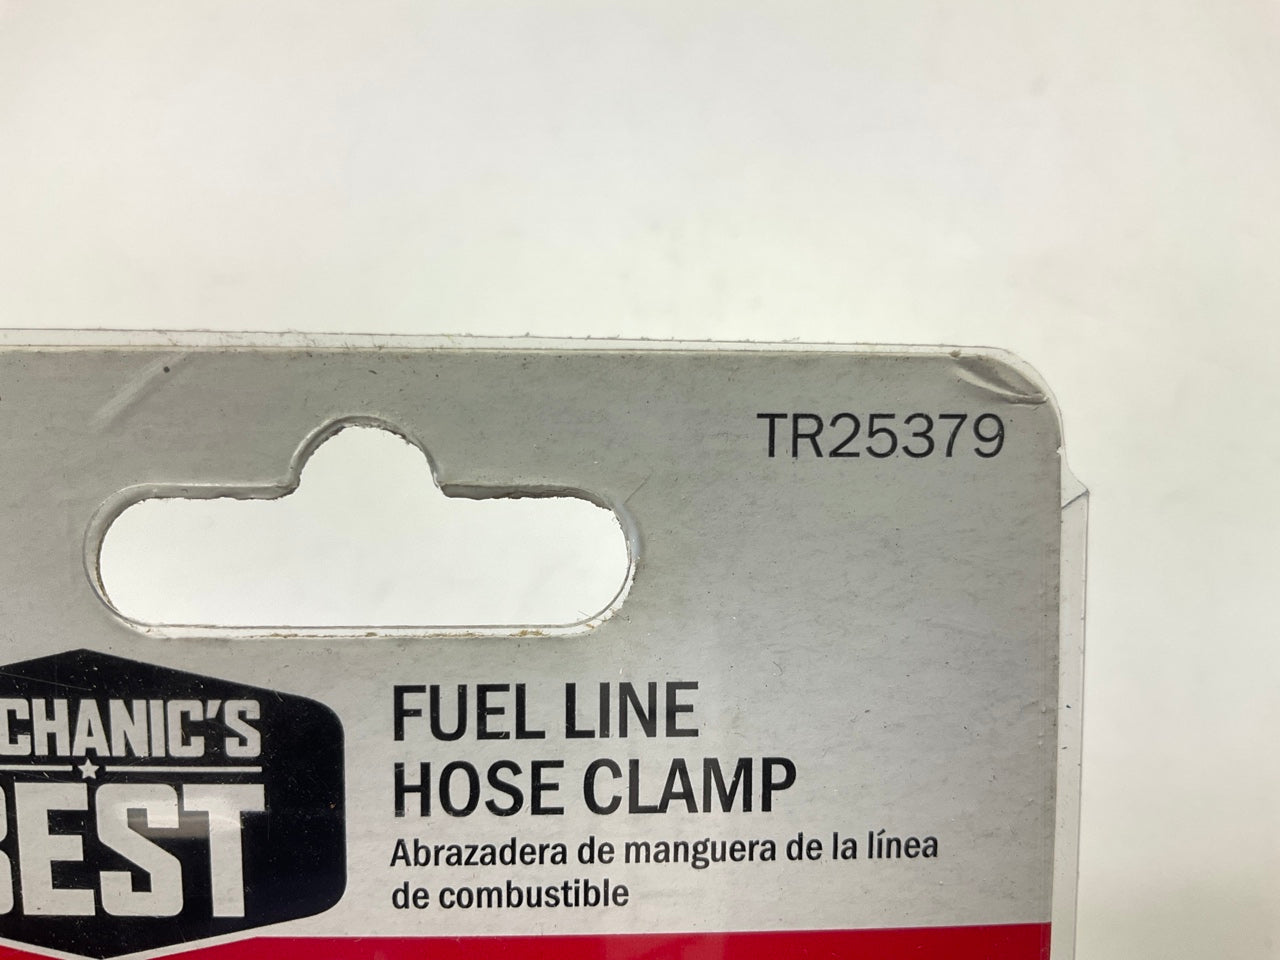 TR25379
CHANIC'S
BEST
FUEL LINE
HOSE CLAMP
Abrazadera de manguera de la línea
de combustible